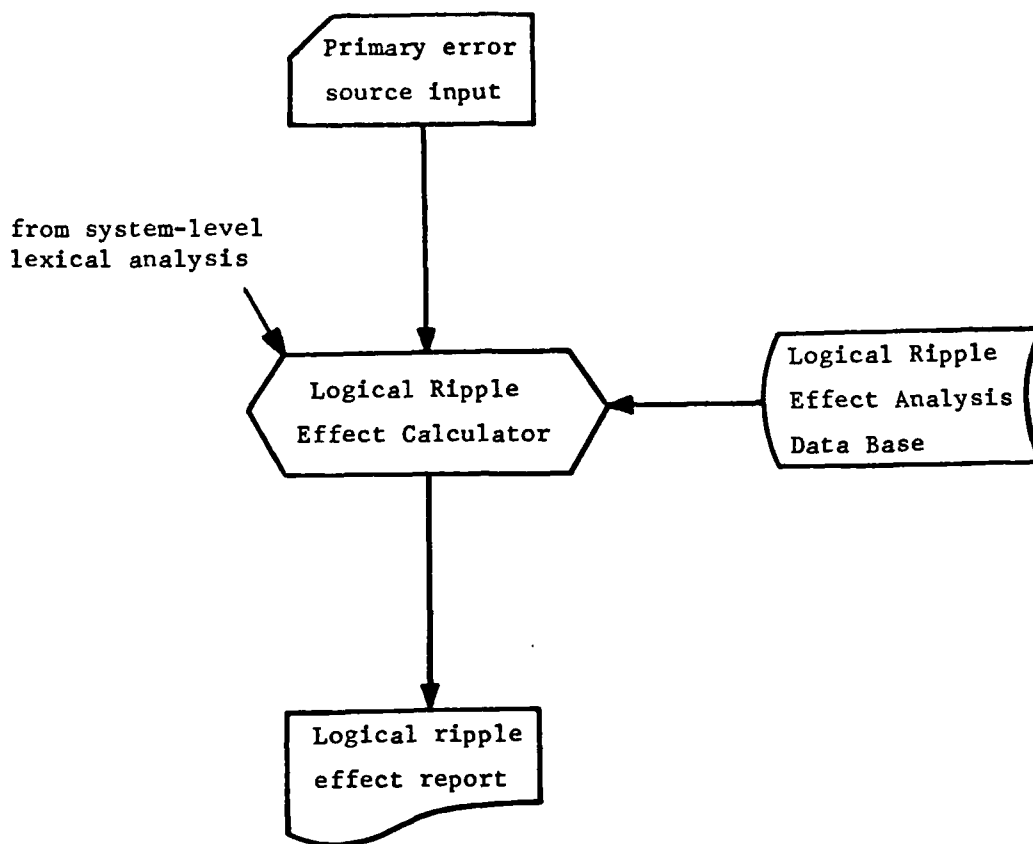 Primary error
source input
from system-level
lexical analysis
Logical Ripple
Effect Calculator
Logical Ripple
Effect Analysis
Data Base
Logical ripple
effect report